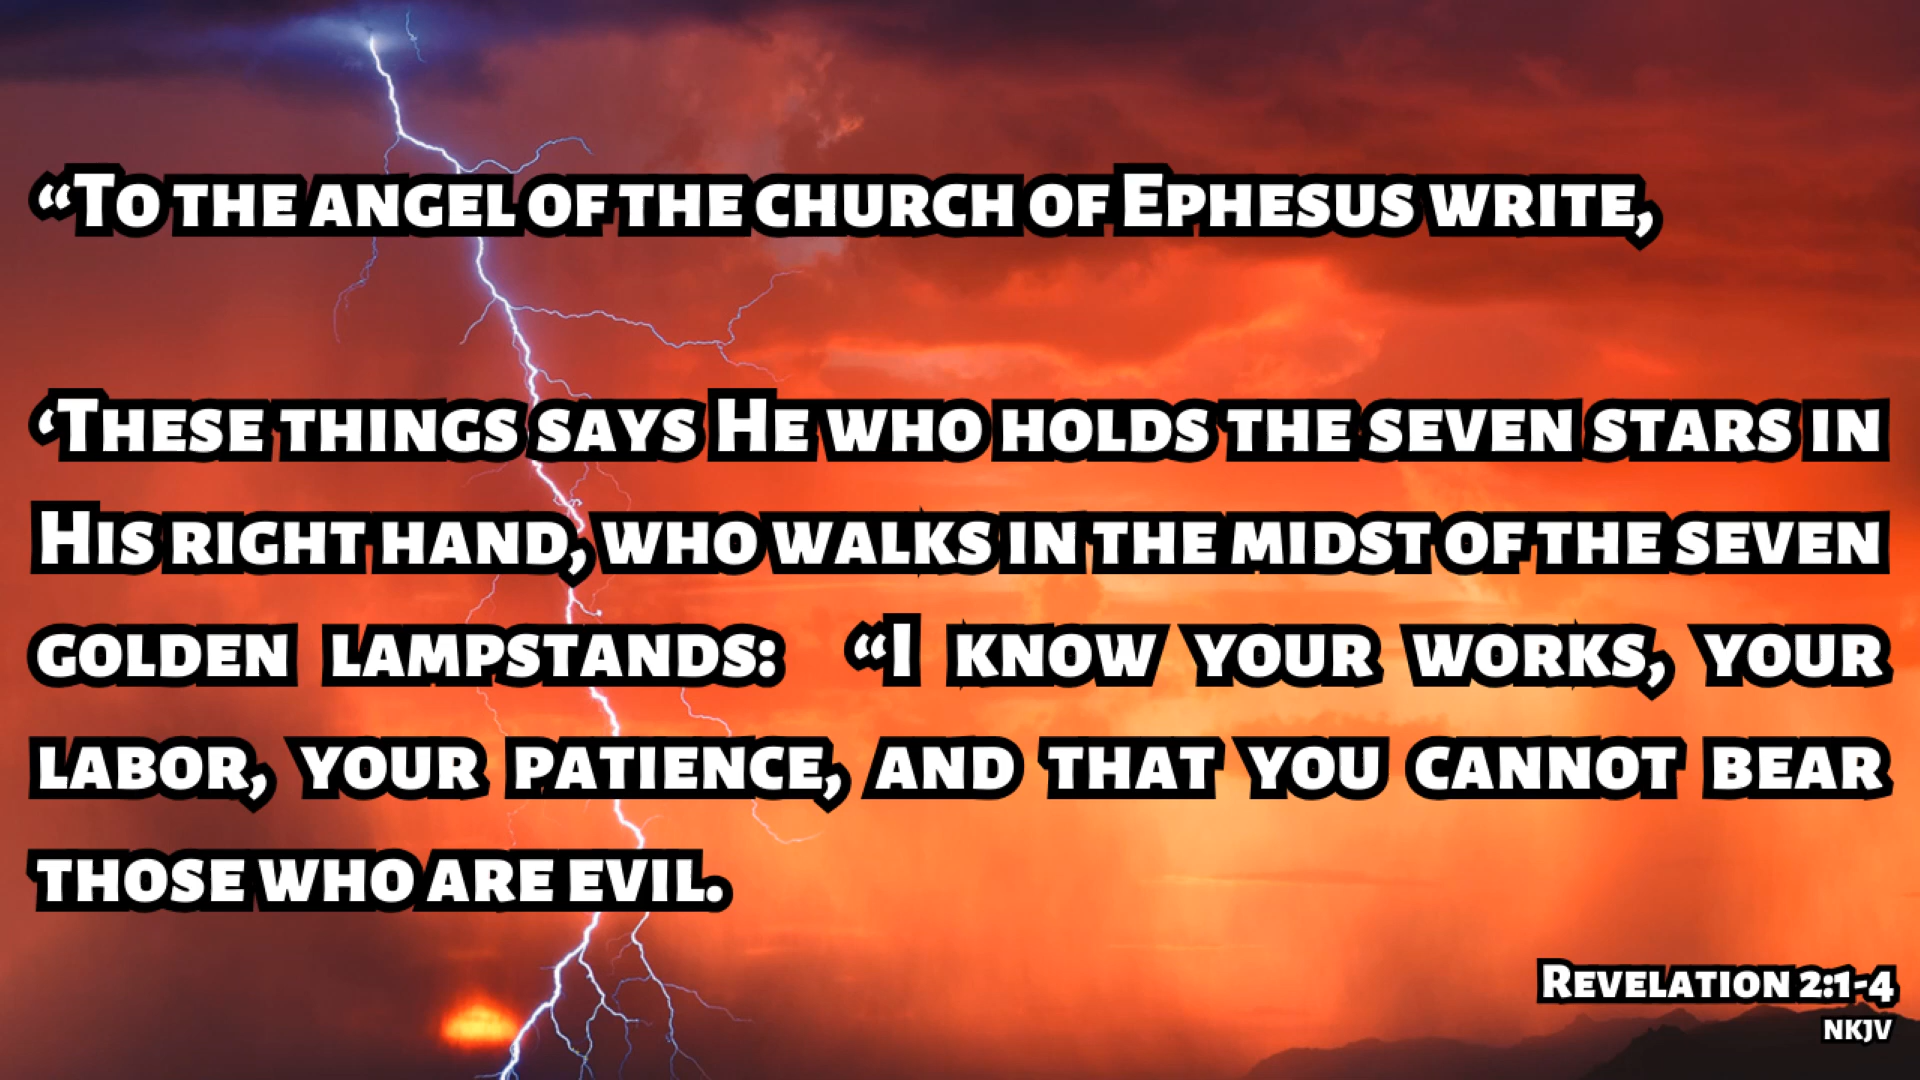 “To the angel of the church of Ephesus write,
‘These things says He who holds the seven stars in
His right hand, who walks in the midst of the seven
golden lampstands: “I know your works, your
labor, your patience, and that you cannot bear
those who are evil.
Revelation 2:1-4
NKJV